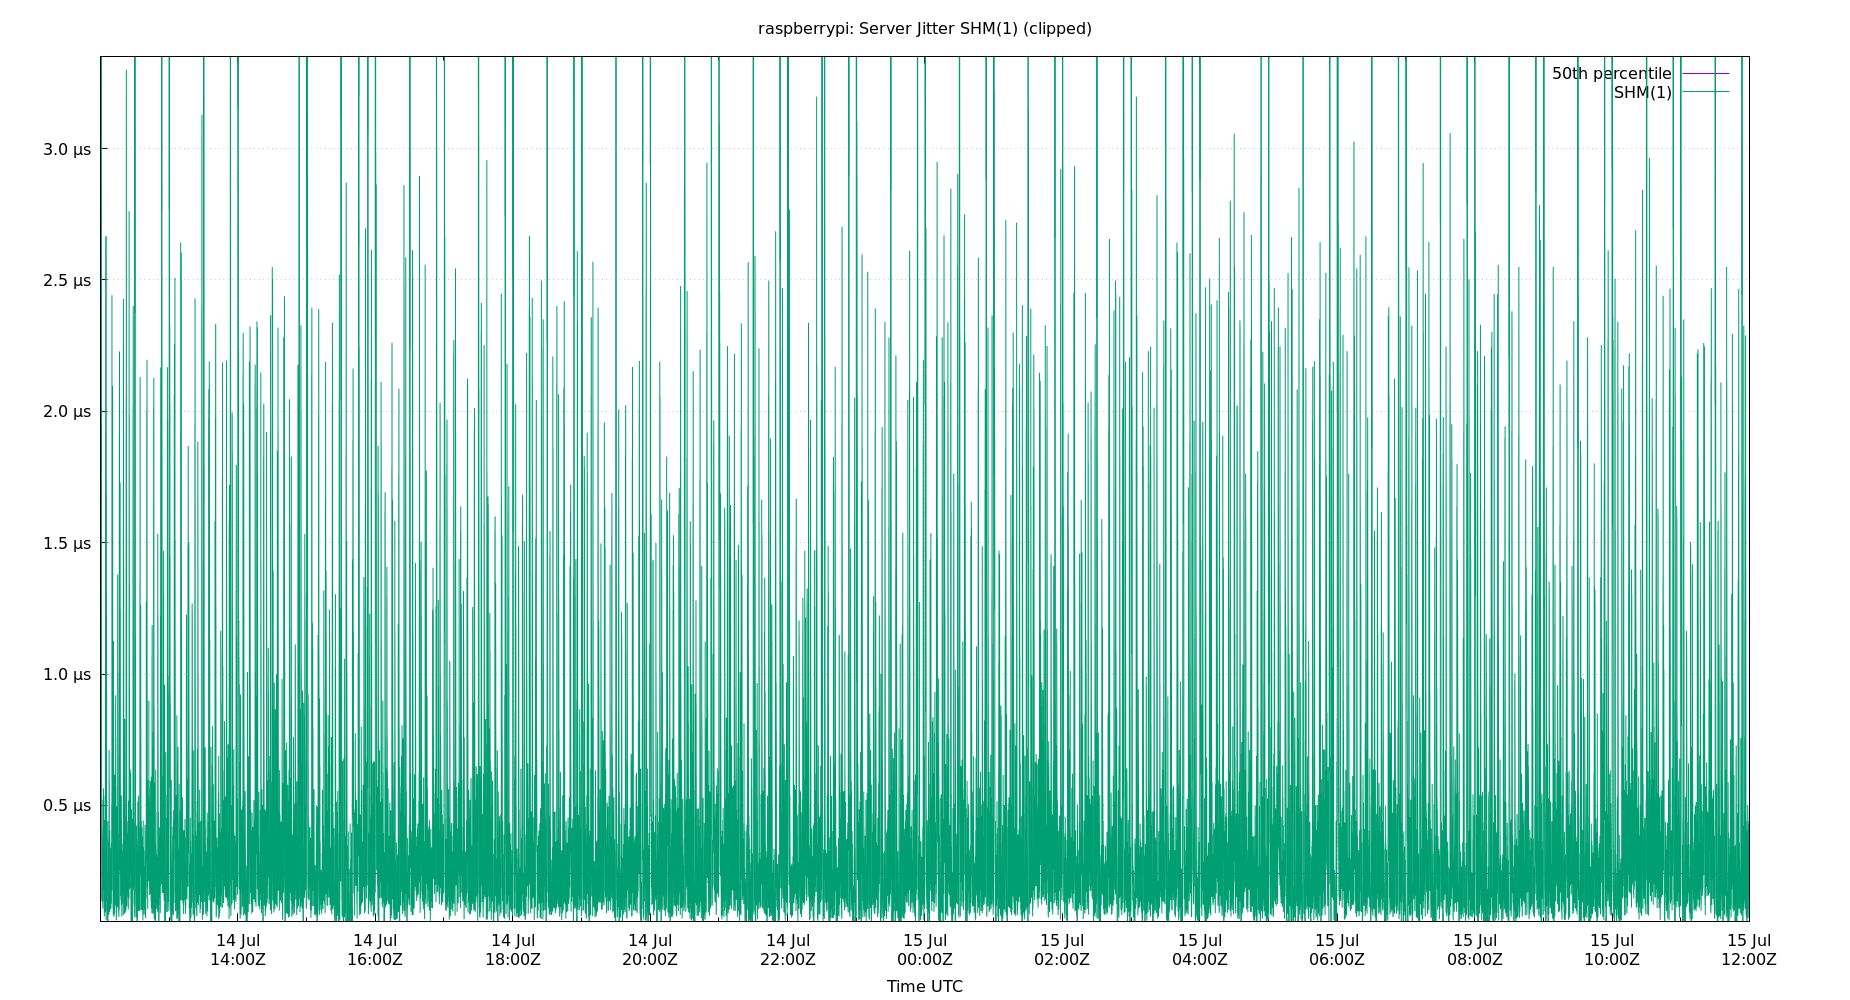 raspberrypi: Server Jitter SHM(1) (clipped)
50th percentile
SHM(1)
3.0 µs
2.5 µs
2.0 µs
1.5 µs
1.0 µs
0.5 µs
14 Jul 14 Jul 14 Jul 14 Jul 14 Jul 15 Jul 15 Jul 15 Jul 15 Jul 15 Jul 15 Jul 15 Jul
14:00Z 16:00Z 18:00Z 20:00Z 22:00Z 00:00Z 02:00Z 04:00Z 06:00Z 08:00Z 10:00Z 12:00Z
Time UTC